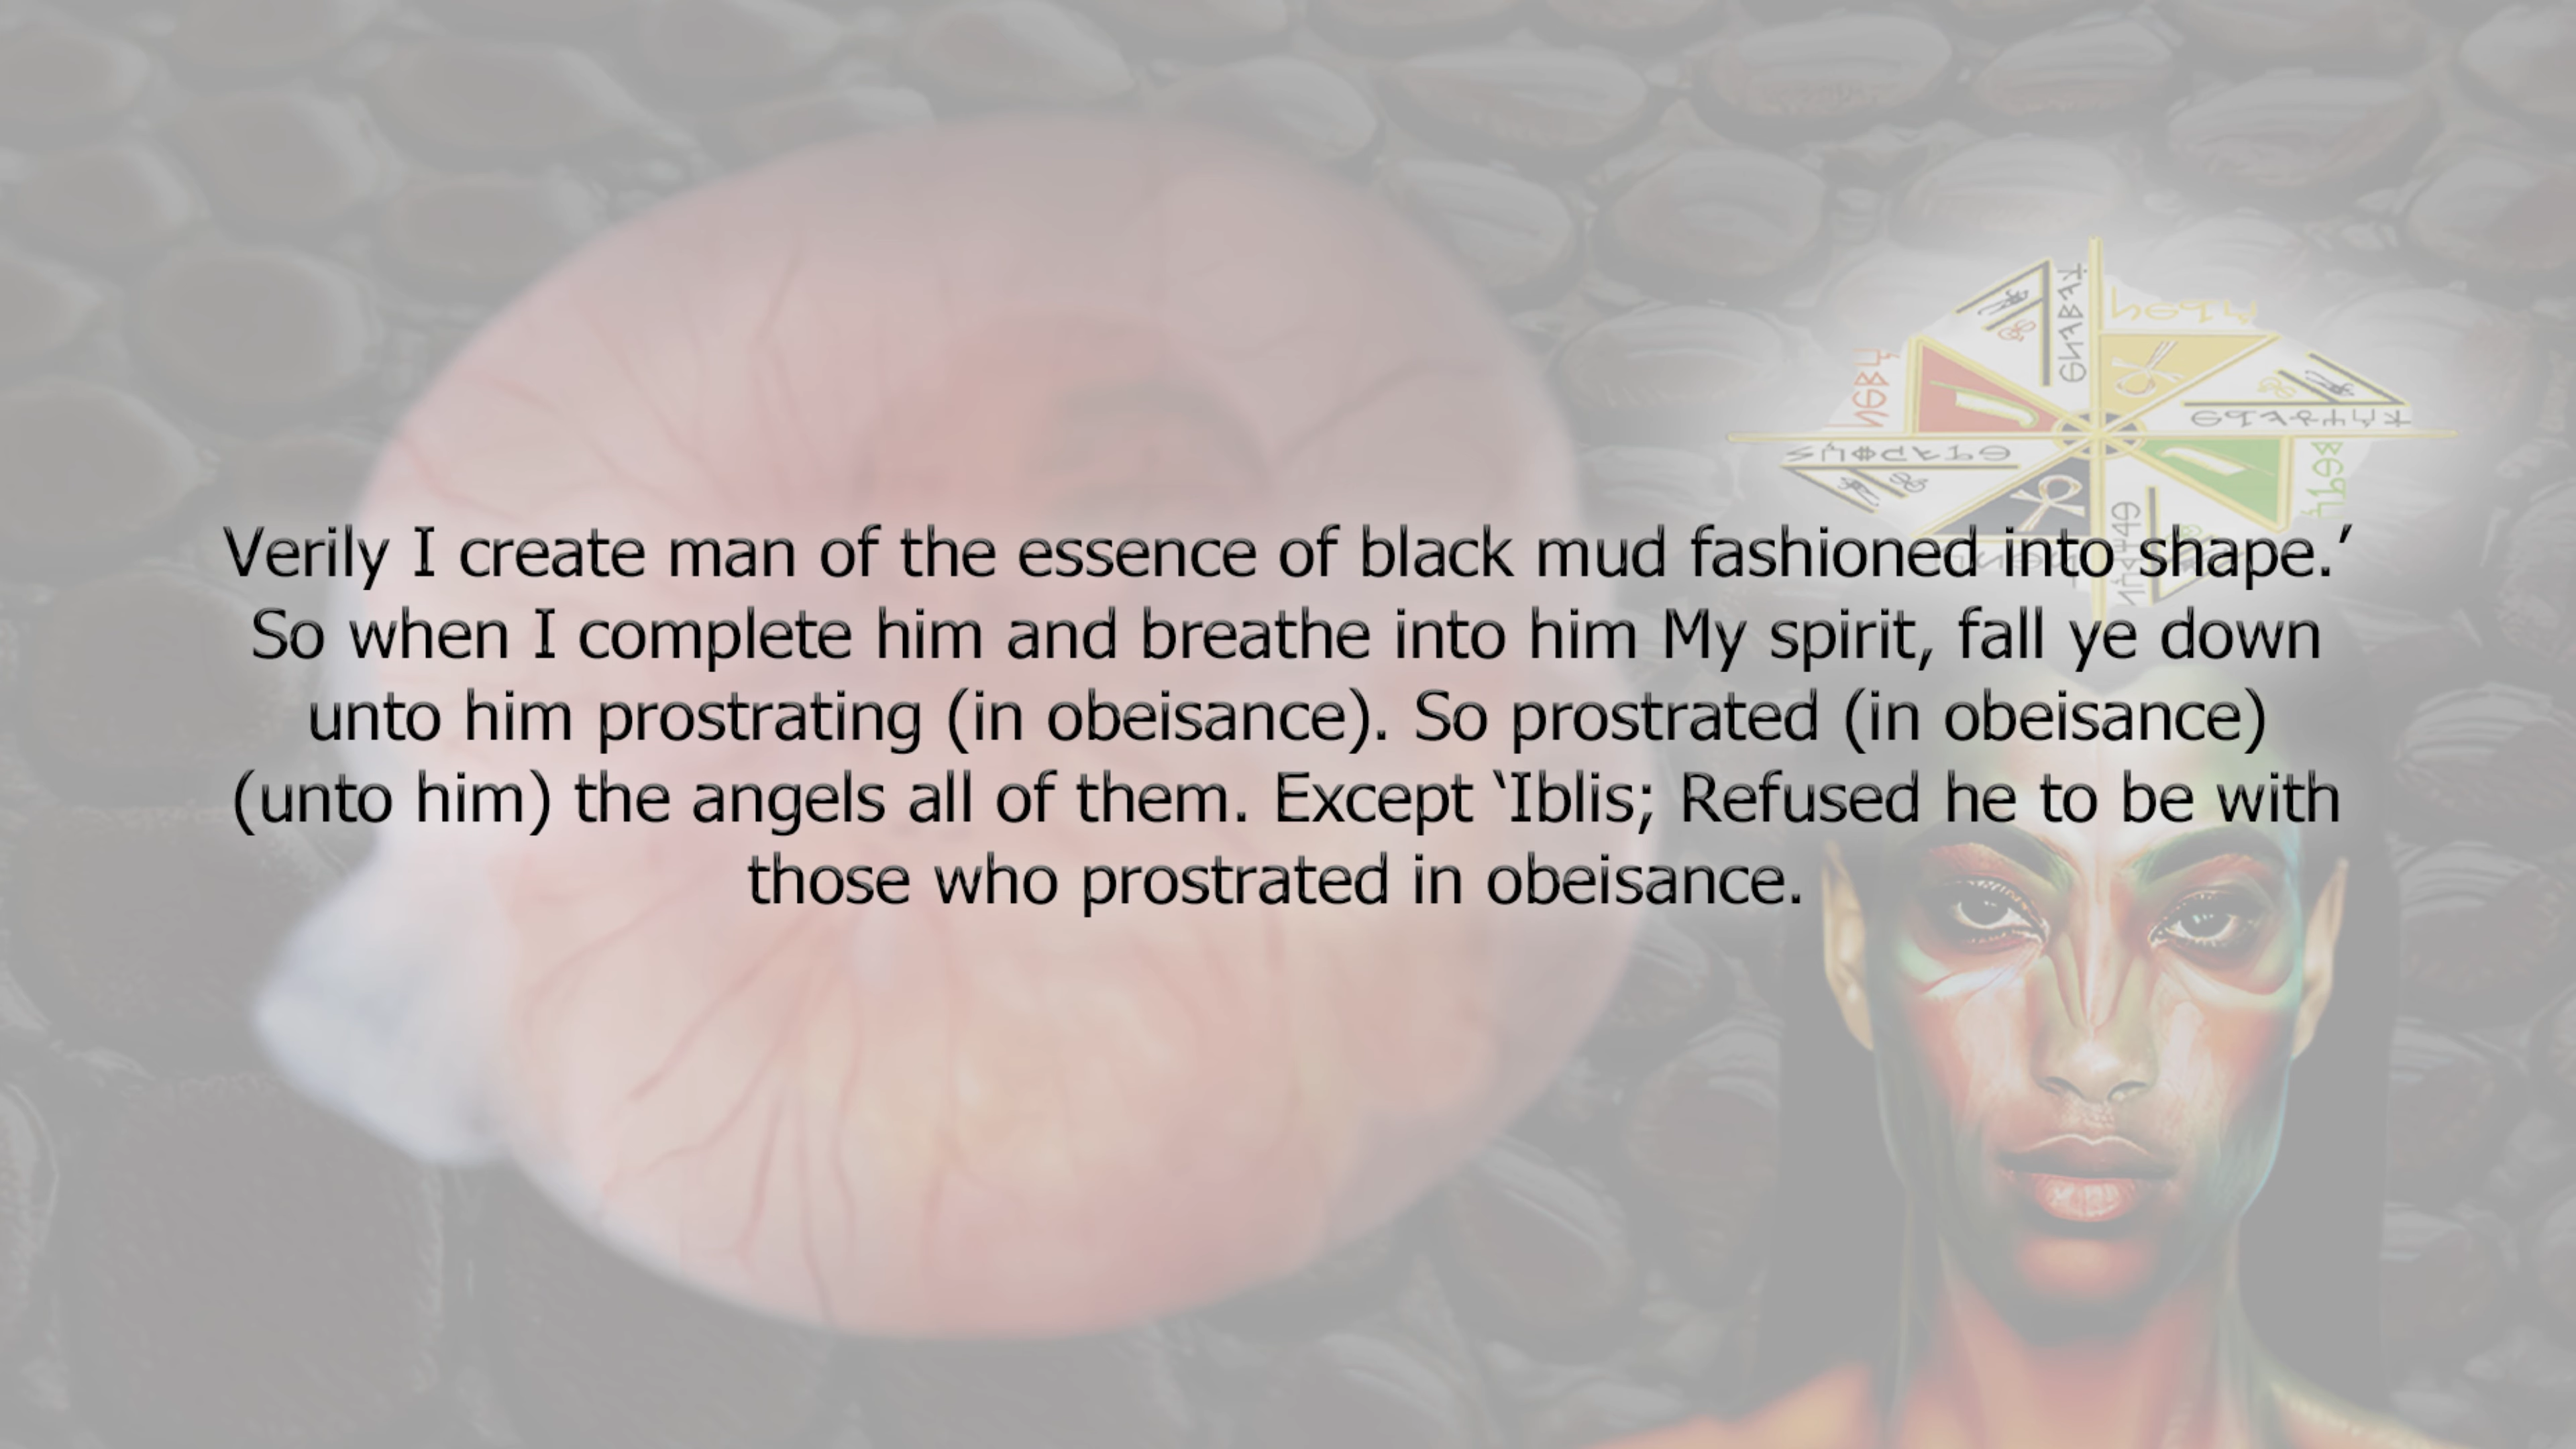 Verily I create man of the essence of black mud fashioned into shape.’
So when I complete him and breathe into him My spirit, fall ye down
unto him prostrating (in obeisance). So prostrated (in obeisance)
(unto him) the angels all of them. Except ‘Iblis; Refused he to be with
those who prostrated in obeisance.